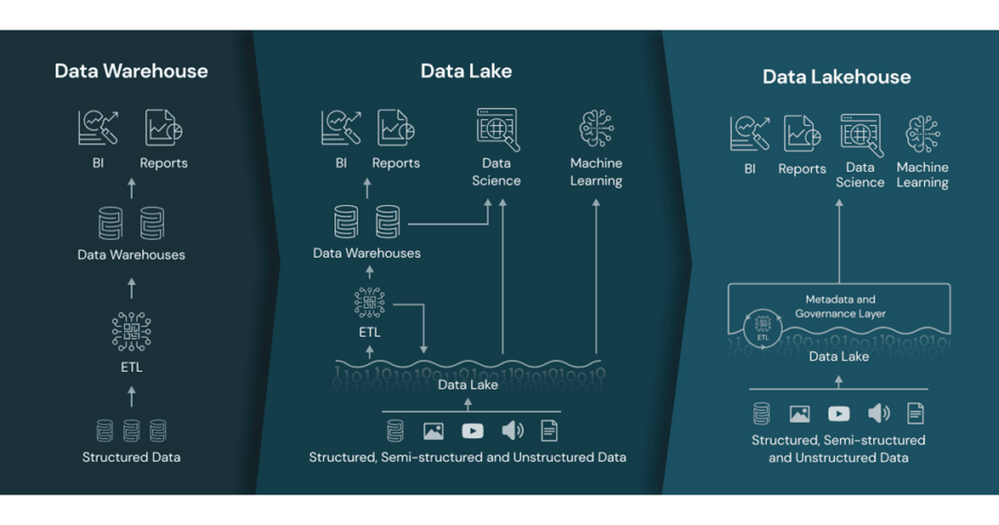 Data Warehouse
BI
Reports
Data Warehouses
ETL
Structured Data
Data Lake
BI
Reports
Data
Science
Machine
Learning
Data Warehouses
ETL
Data Lake
Structured, Semi-structured and Unstructured Data
Data Lakehouse
BI
Reports
Data
Science
Machine
Learning
Metadata and
Governance Layer
ETL
Data Lake
Structured, Semi-structured
and Unstructured Data